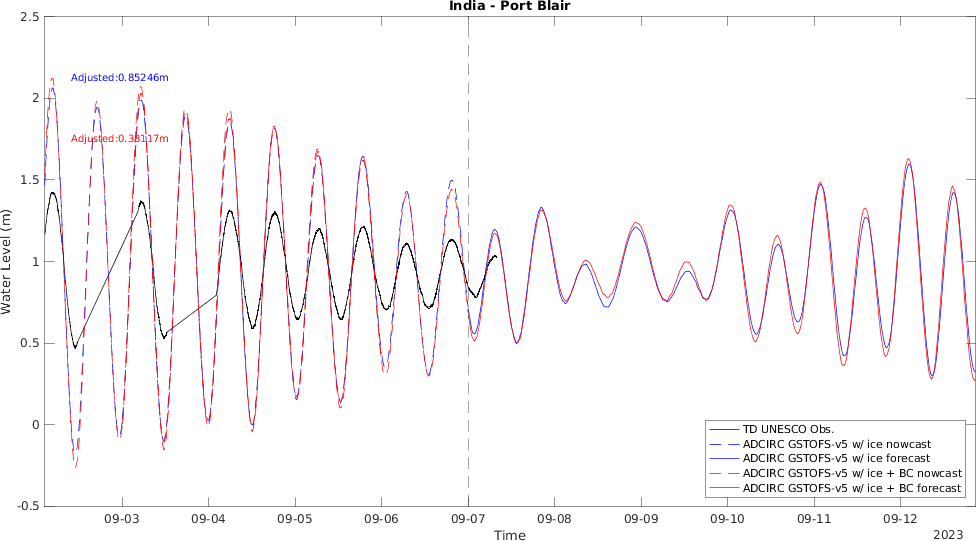 India - Port Blair
Water Level (m)
2.5
2
1.5
1
0.5
0
-0.5
Adjusted:0.85246m
Adjusted:0.38117m
TD UNESCO Obs.
ADCIRC GSTOFS-v5 w/ ice nowcast
ADCIRC GSTOFS-v5 w/ ice forecast
ADCIRC GSTOFS-v5 w/ ice + BC nowcast
ADCIRC GSTOFS-v5 w/ ice + BC forecast
09-03 09-04 09-05 09-06 09-07 09-08 09-09 09-10 09-11 09-12
Time
2023